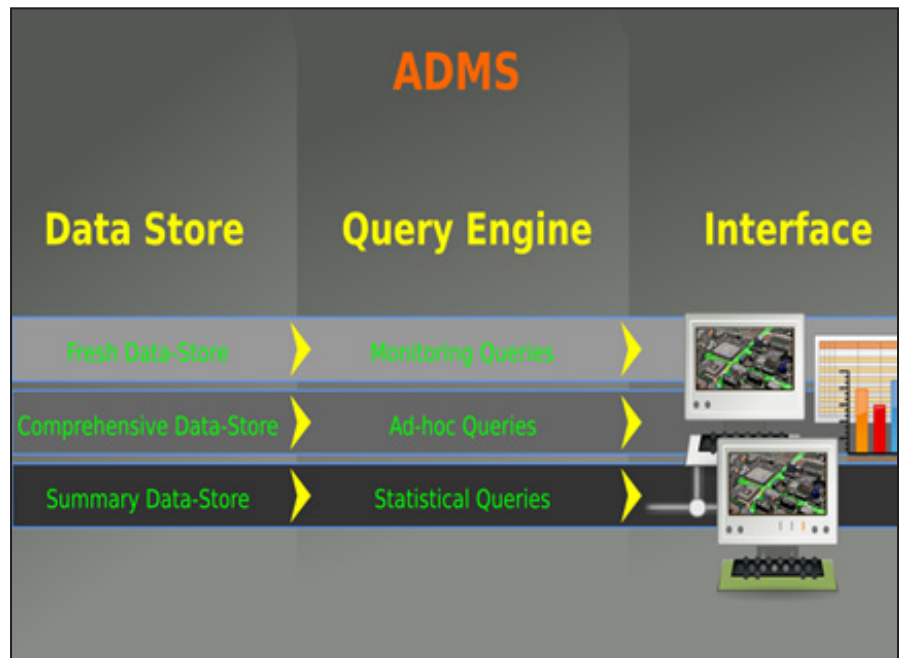 ADMS
Data Store Query Engine Interface
Fresh Data-Store Monitoring Queries
Comprehensive Data-Store Ad-hoc Queries
Summary Data-Store Statistical Queries